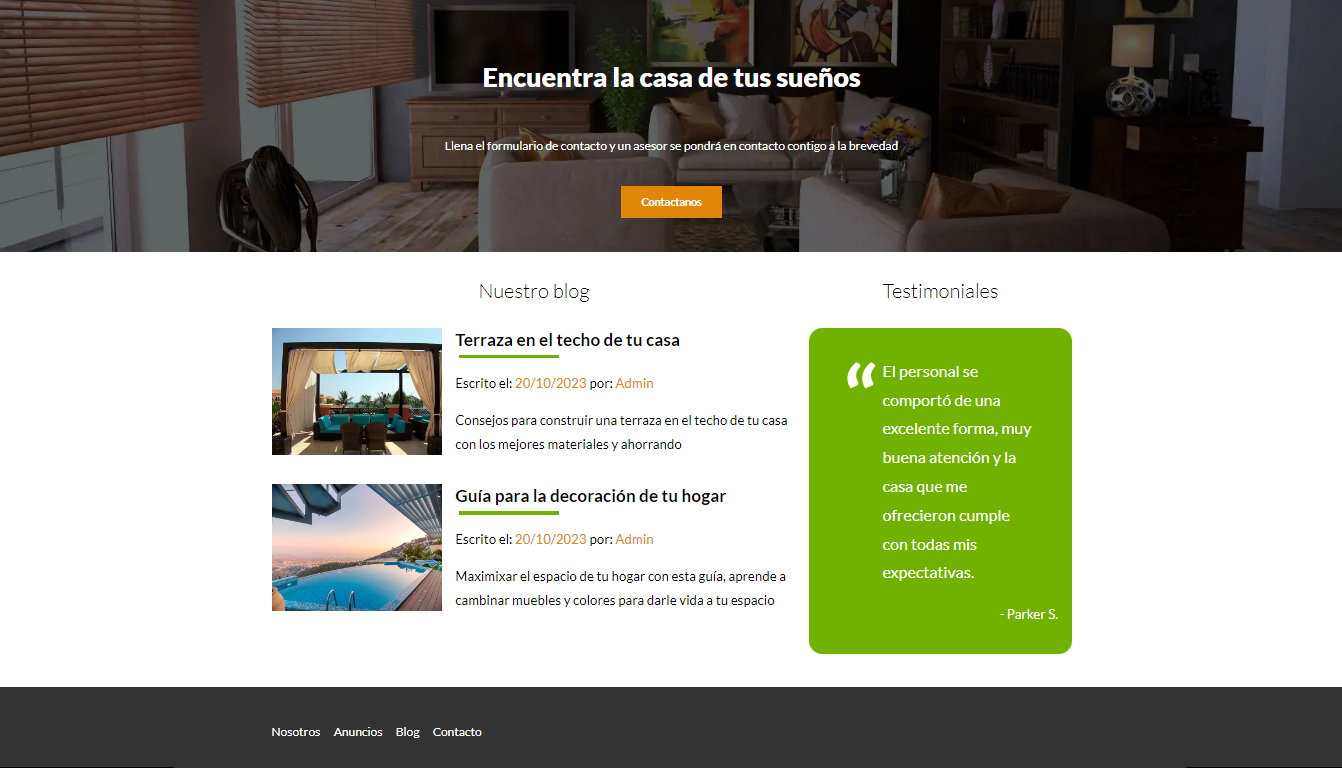 Encuentra la casa de tus sueños
Llena el formulario de contacto y un asesor se pondrá en contacto contigo a la brevedad
Contactanos
Nuestro blog
Terraza en el techo de tu casa
Escrito el: 20/10/2023 por: Admin
Consejos para construir una terraza en el techo de tu casa
con los mejores materiales y ahorrando
Guía para la decoración de tu hogar
Escrito el: 20/10/2023 por: Admin
Maximixar el espacio de tu hogar con esta guía, aprende a
cambinar muebles y colores para darle vida a tu espacio
Testimoniales
“ El personal se
comportó de una
excelente forma, muy
buena atención y la
casa que me
ofrecieron cumple
con todas mis
expectativas.
- Parker S.
Nosotros Anuncios Blog Contacto